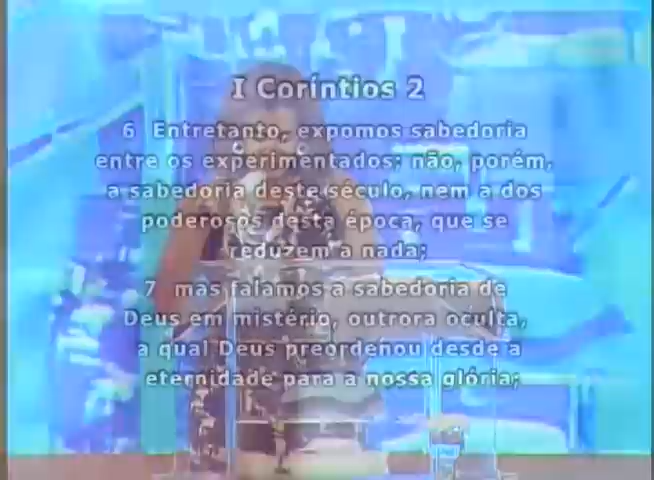 I Coríntios 2
6 Entretanto, expomos sabedoria
entre os experimentados; não, porém,
a sabedoria deste século, nem a dos
poderosos desta época, que se
reduzem a nada;
7 mas falamos a sabedoria de
Deus em mistério, outrora oculta,
a qual Deus preordenou desde a
eternidade para a nossa glória;